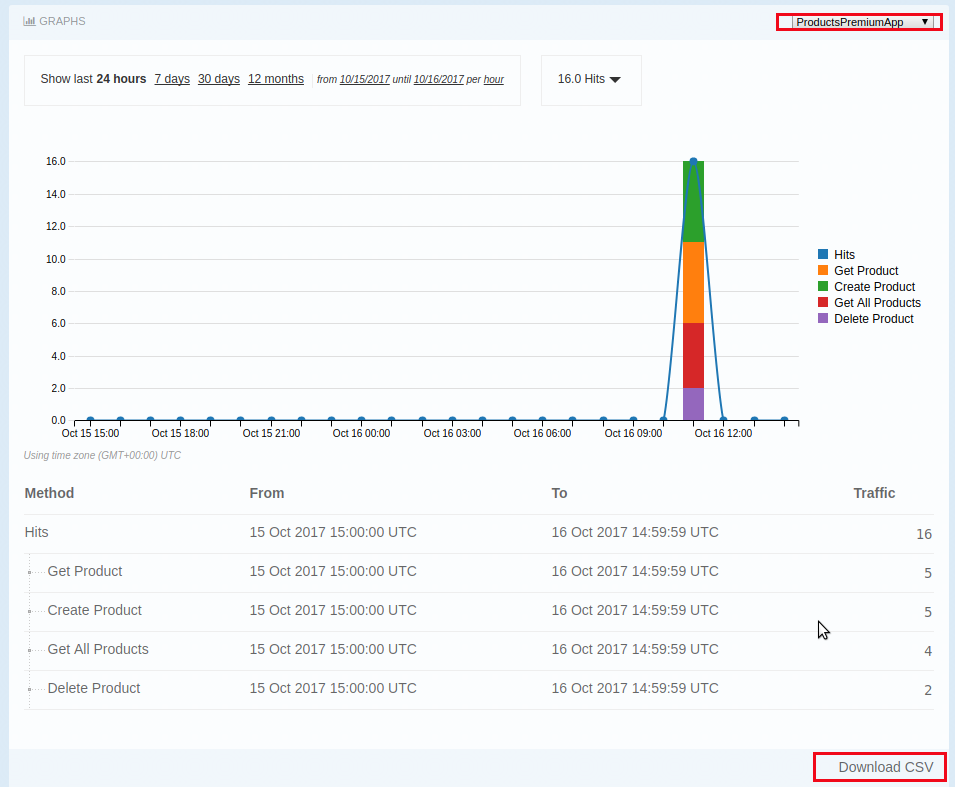 GRAPHS
ProductsPremiumApp
Show last 24 hours 7 days 30 days 12 months from 10/15/2017 until 10/16/2017 per hour
16.0 Hits
16.0
14.0
12.0
10.0
8.0
6.0
4.0
2.0
0.0
Oct 15 15:00 Oct 15 18:00 Oct 15 21:00 Oct 16 00:00 Oct 16 03:00 Oct 16 06:00 Oct 16 09:00 Oct 16 12:00
Hits
Get Product
Create Product
Get All Products
Delete Product
Using time zone (GMT+00:00) UTC
Method From To Traffic
Hits 15 Oct 2017 15:00:00 UTC 16 Oct 2017 14:59:59 UTC 16
Get Product 15 Oct 2017 15:00:00 UTC 16 Oct 2017 14:59:59 UTC 5
Create Product 15 Oct 2017 15:00:00 UTC 16 Oct 2017 14:59:59 UTC 5
Get All Products 15 Oct 2017 15:00:00 UTC 16 Oct 2017 14:59:59 UTC 4
Delete Product 15 Oct 2017 15:00:00 UTC 16 Oct 2017 14:59:59 UTC 2
Download CSV